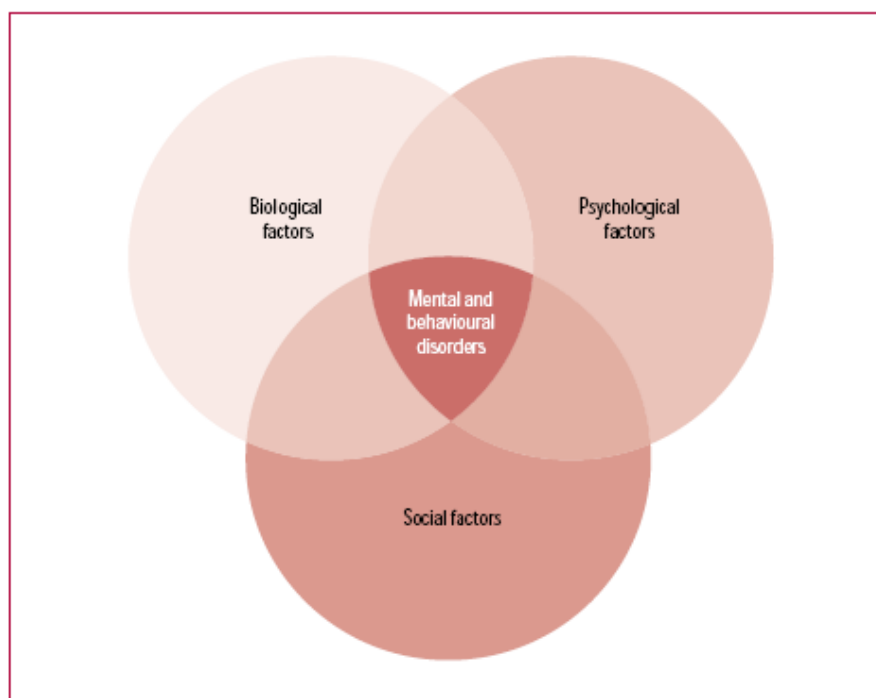 Biological
factors
Psychological
factors
Mental and
behavioural
disorders
Social factors